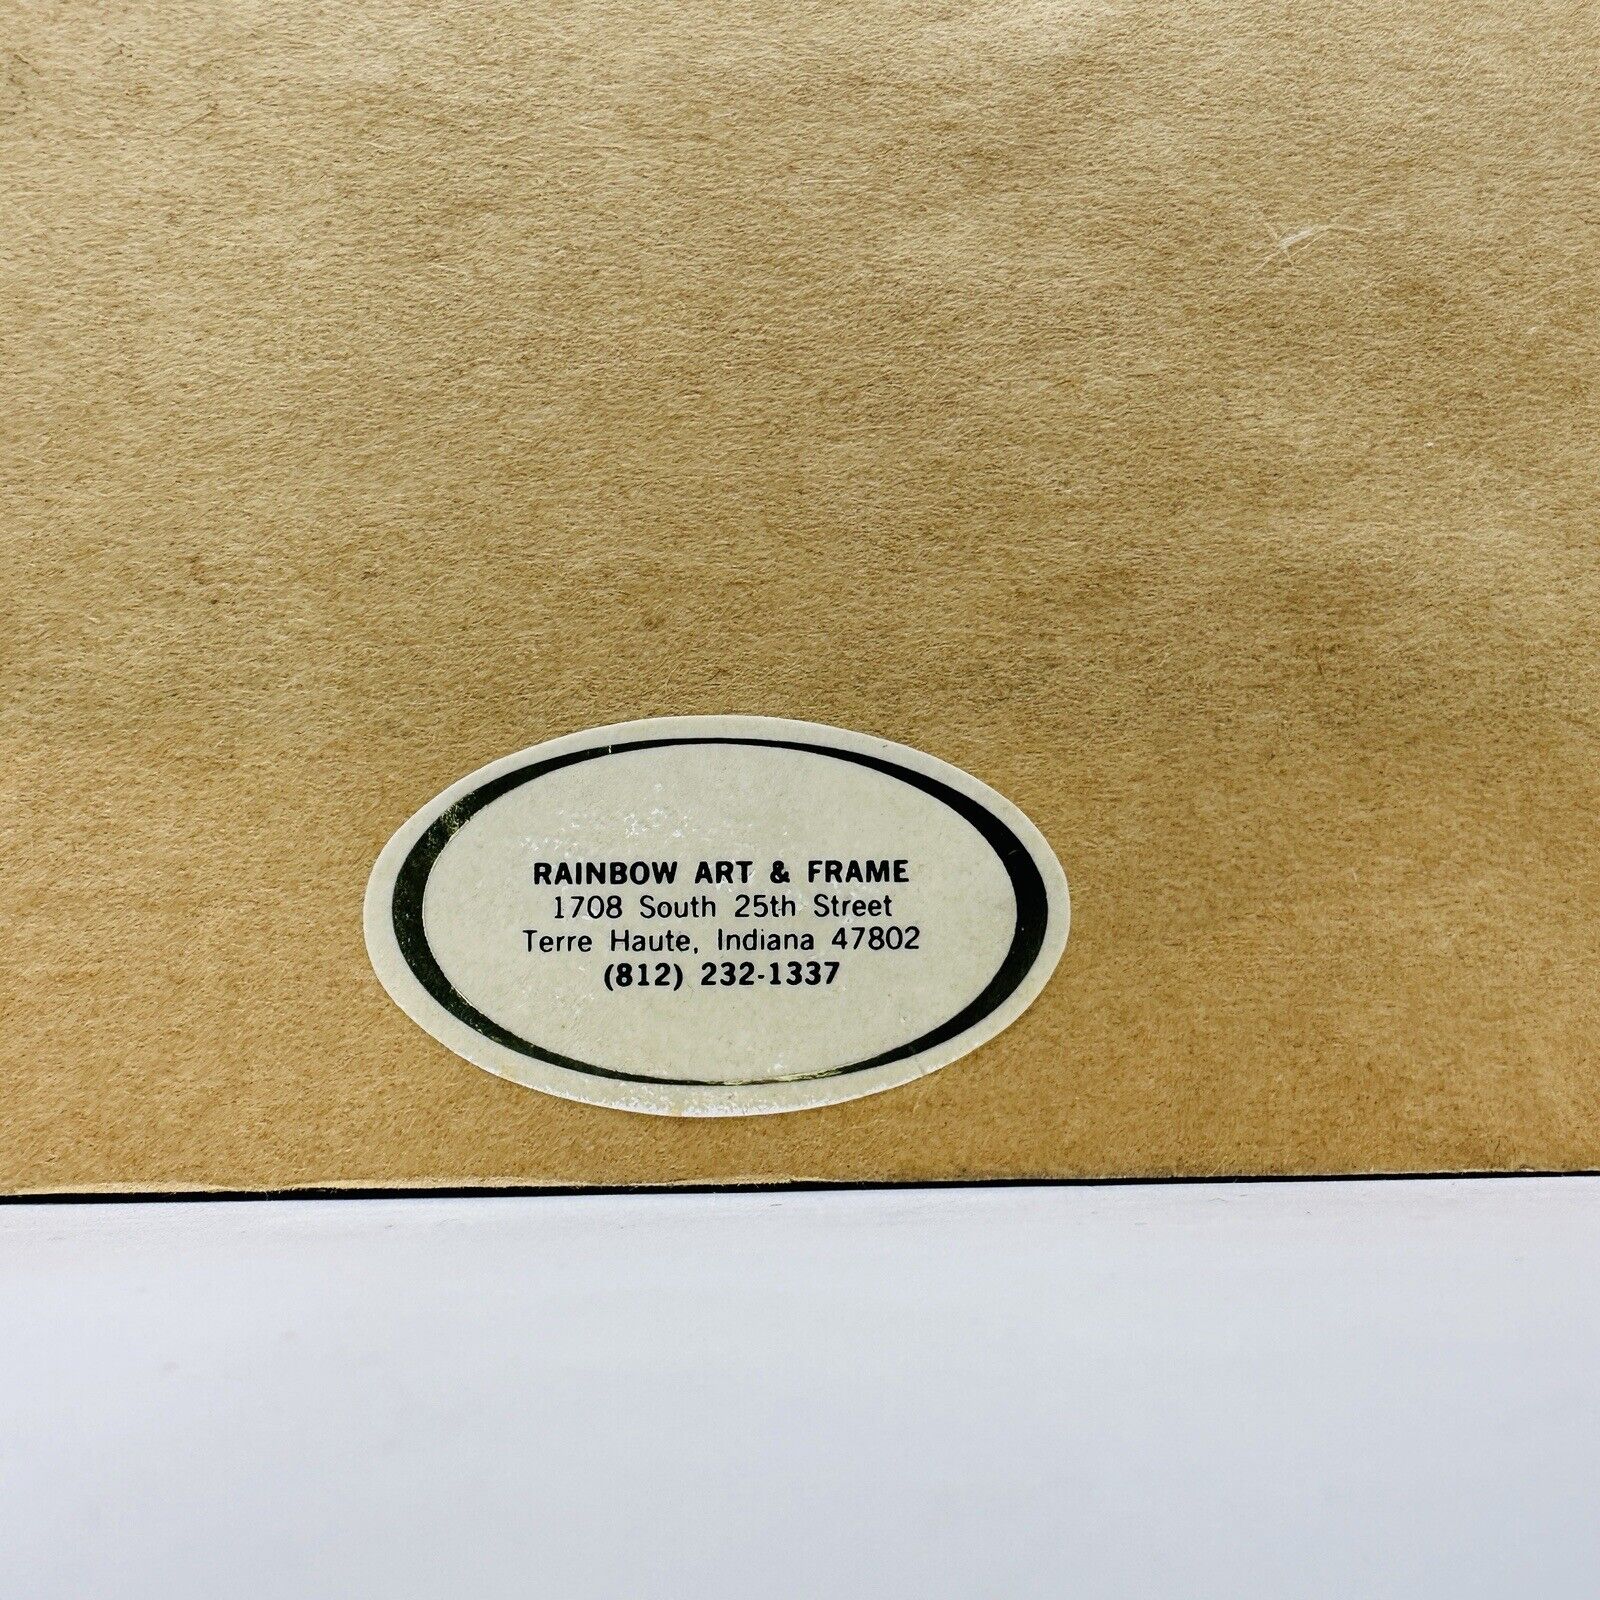 RAINBOW ART & FRAME
1708 South 25th Street
Terre Haute, Indiana 47802
(812) 232-1337